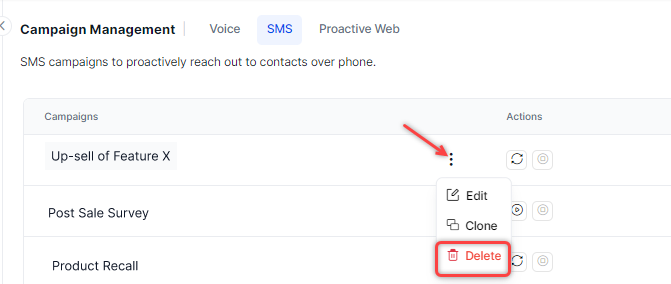 Campaign Management Voice SMS Proactive Web
SMS campaigns to proactively reach out to contacts over phone.
Campaigns Actions
Up-sell of Feature X
Edit
Post Sale Survey
Clone
Delete
Product Recall